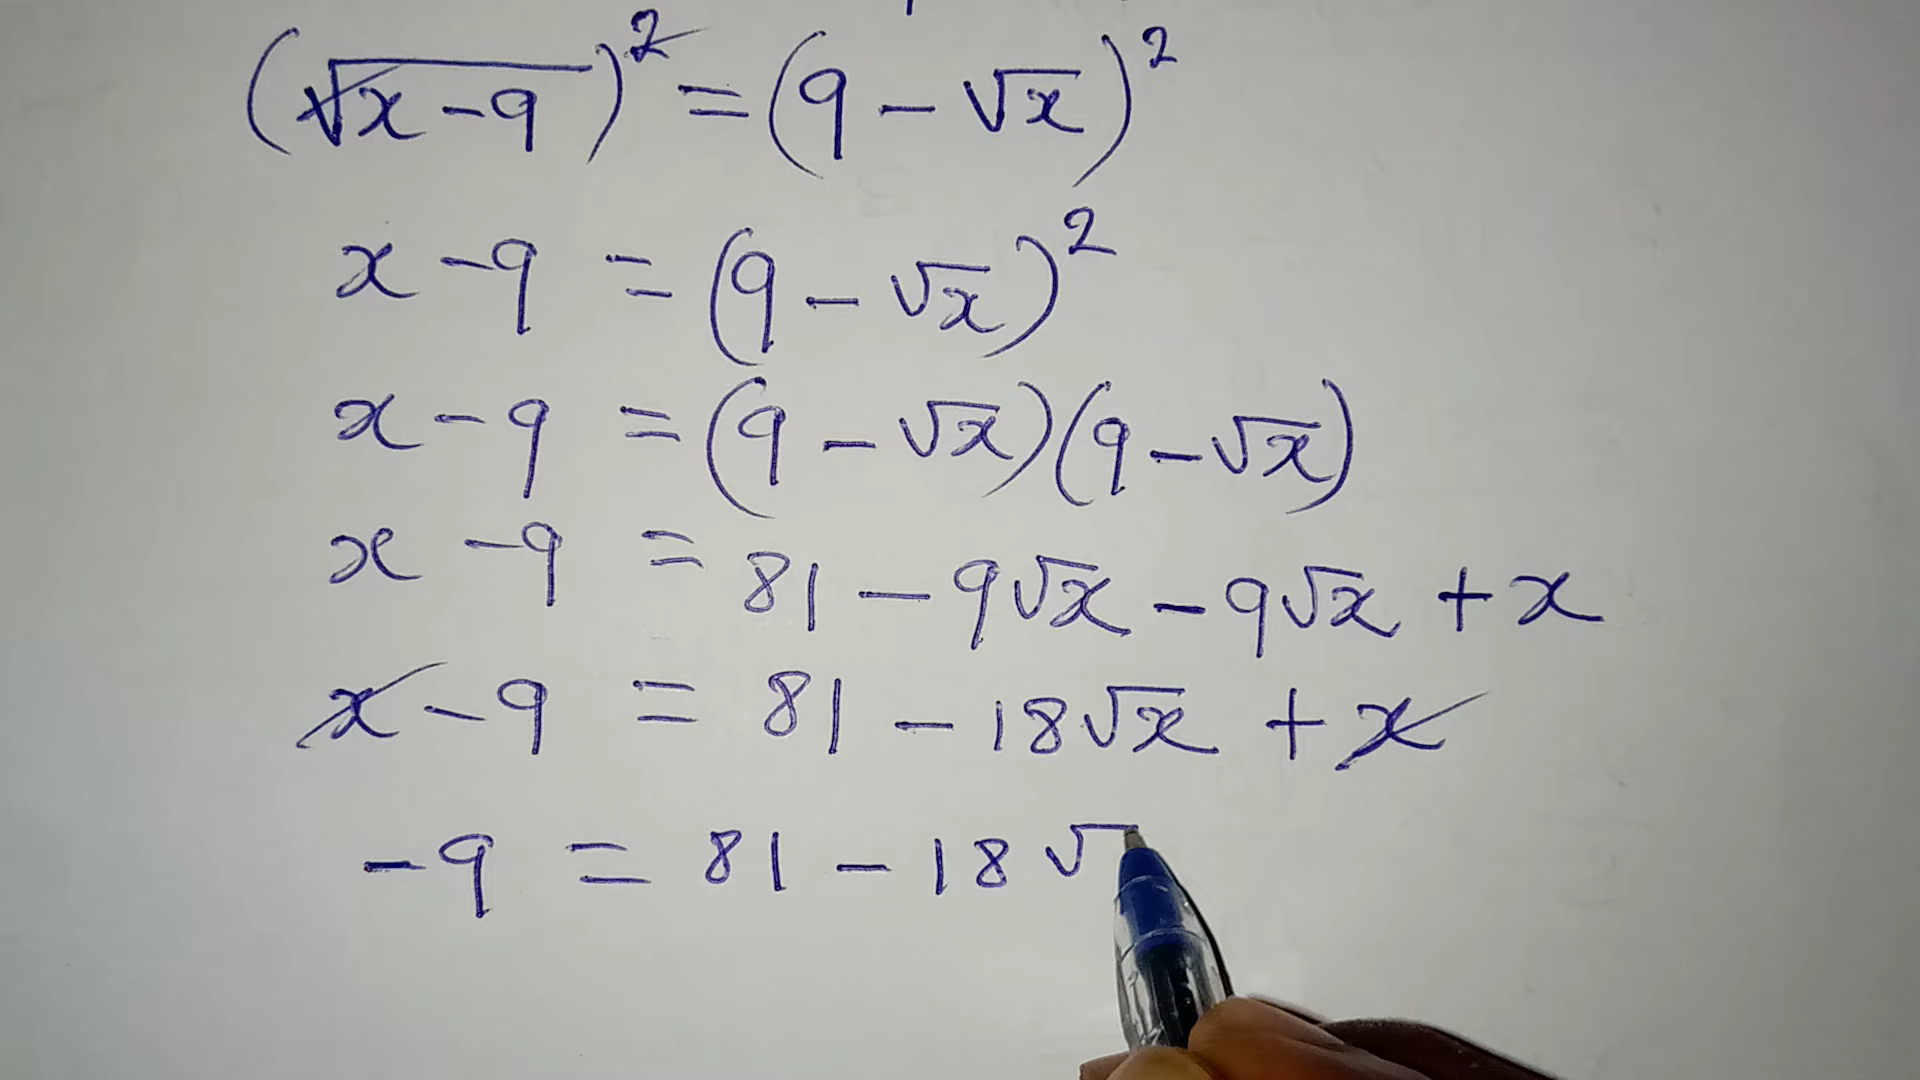 (√x-9)² = (9 - √x)²
x - 9 = (9 - √x)²
x - 9 = (9 - √x)(9 - √x)
x - 9 = 81 - 9√x - 9√x + x
x - 9 = 81 - 18√x + x
-9 = 81 - 18√